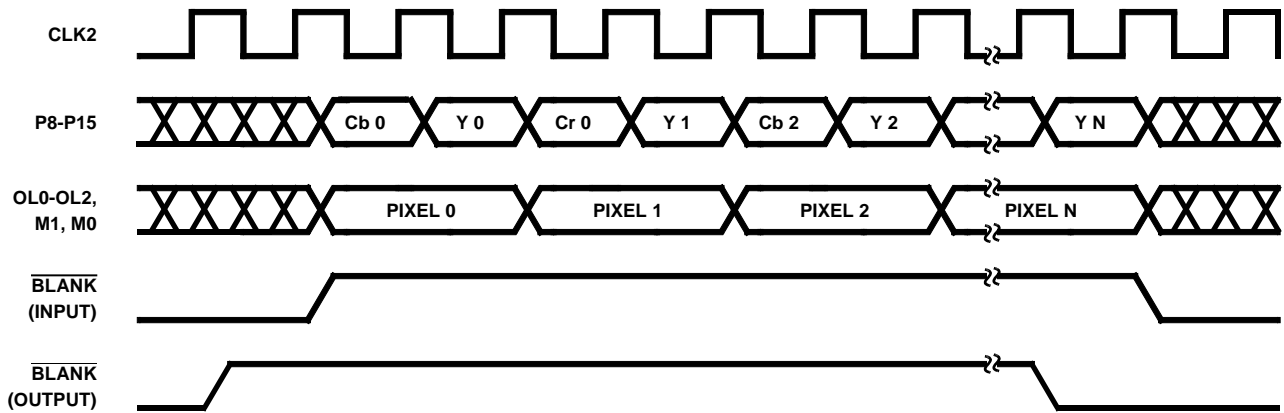 CLK2
P8-P15
Cb 0 Y 0 Cr 0 Y 1 Cb 2 Y 2 Y N
OL0-OL2,
M1, M0
PIXEL 0 PIXEL 1 PIXEL 2 PIXEL N
BLANK
(INPUT)
BLANK
(OUTPUT)